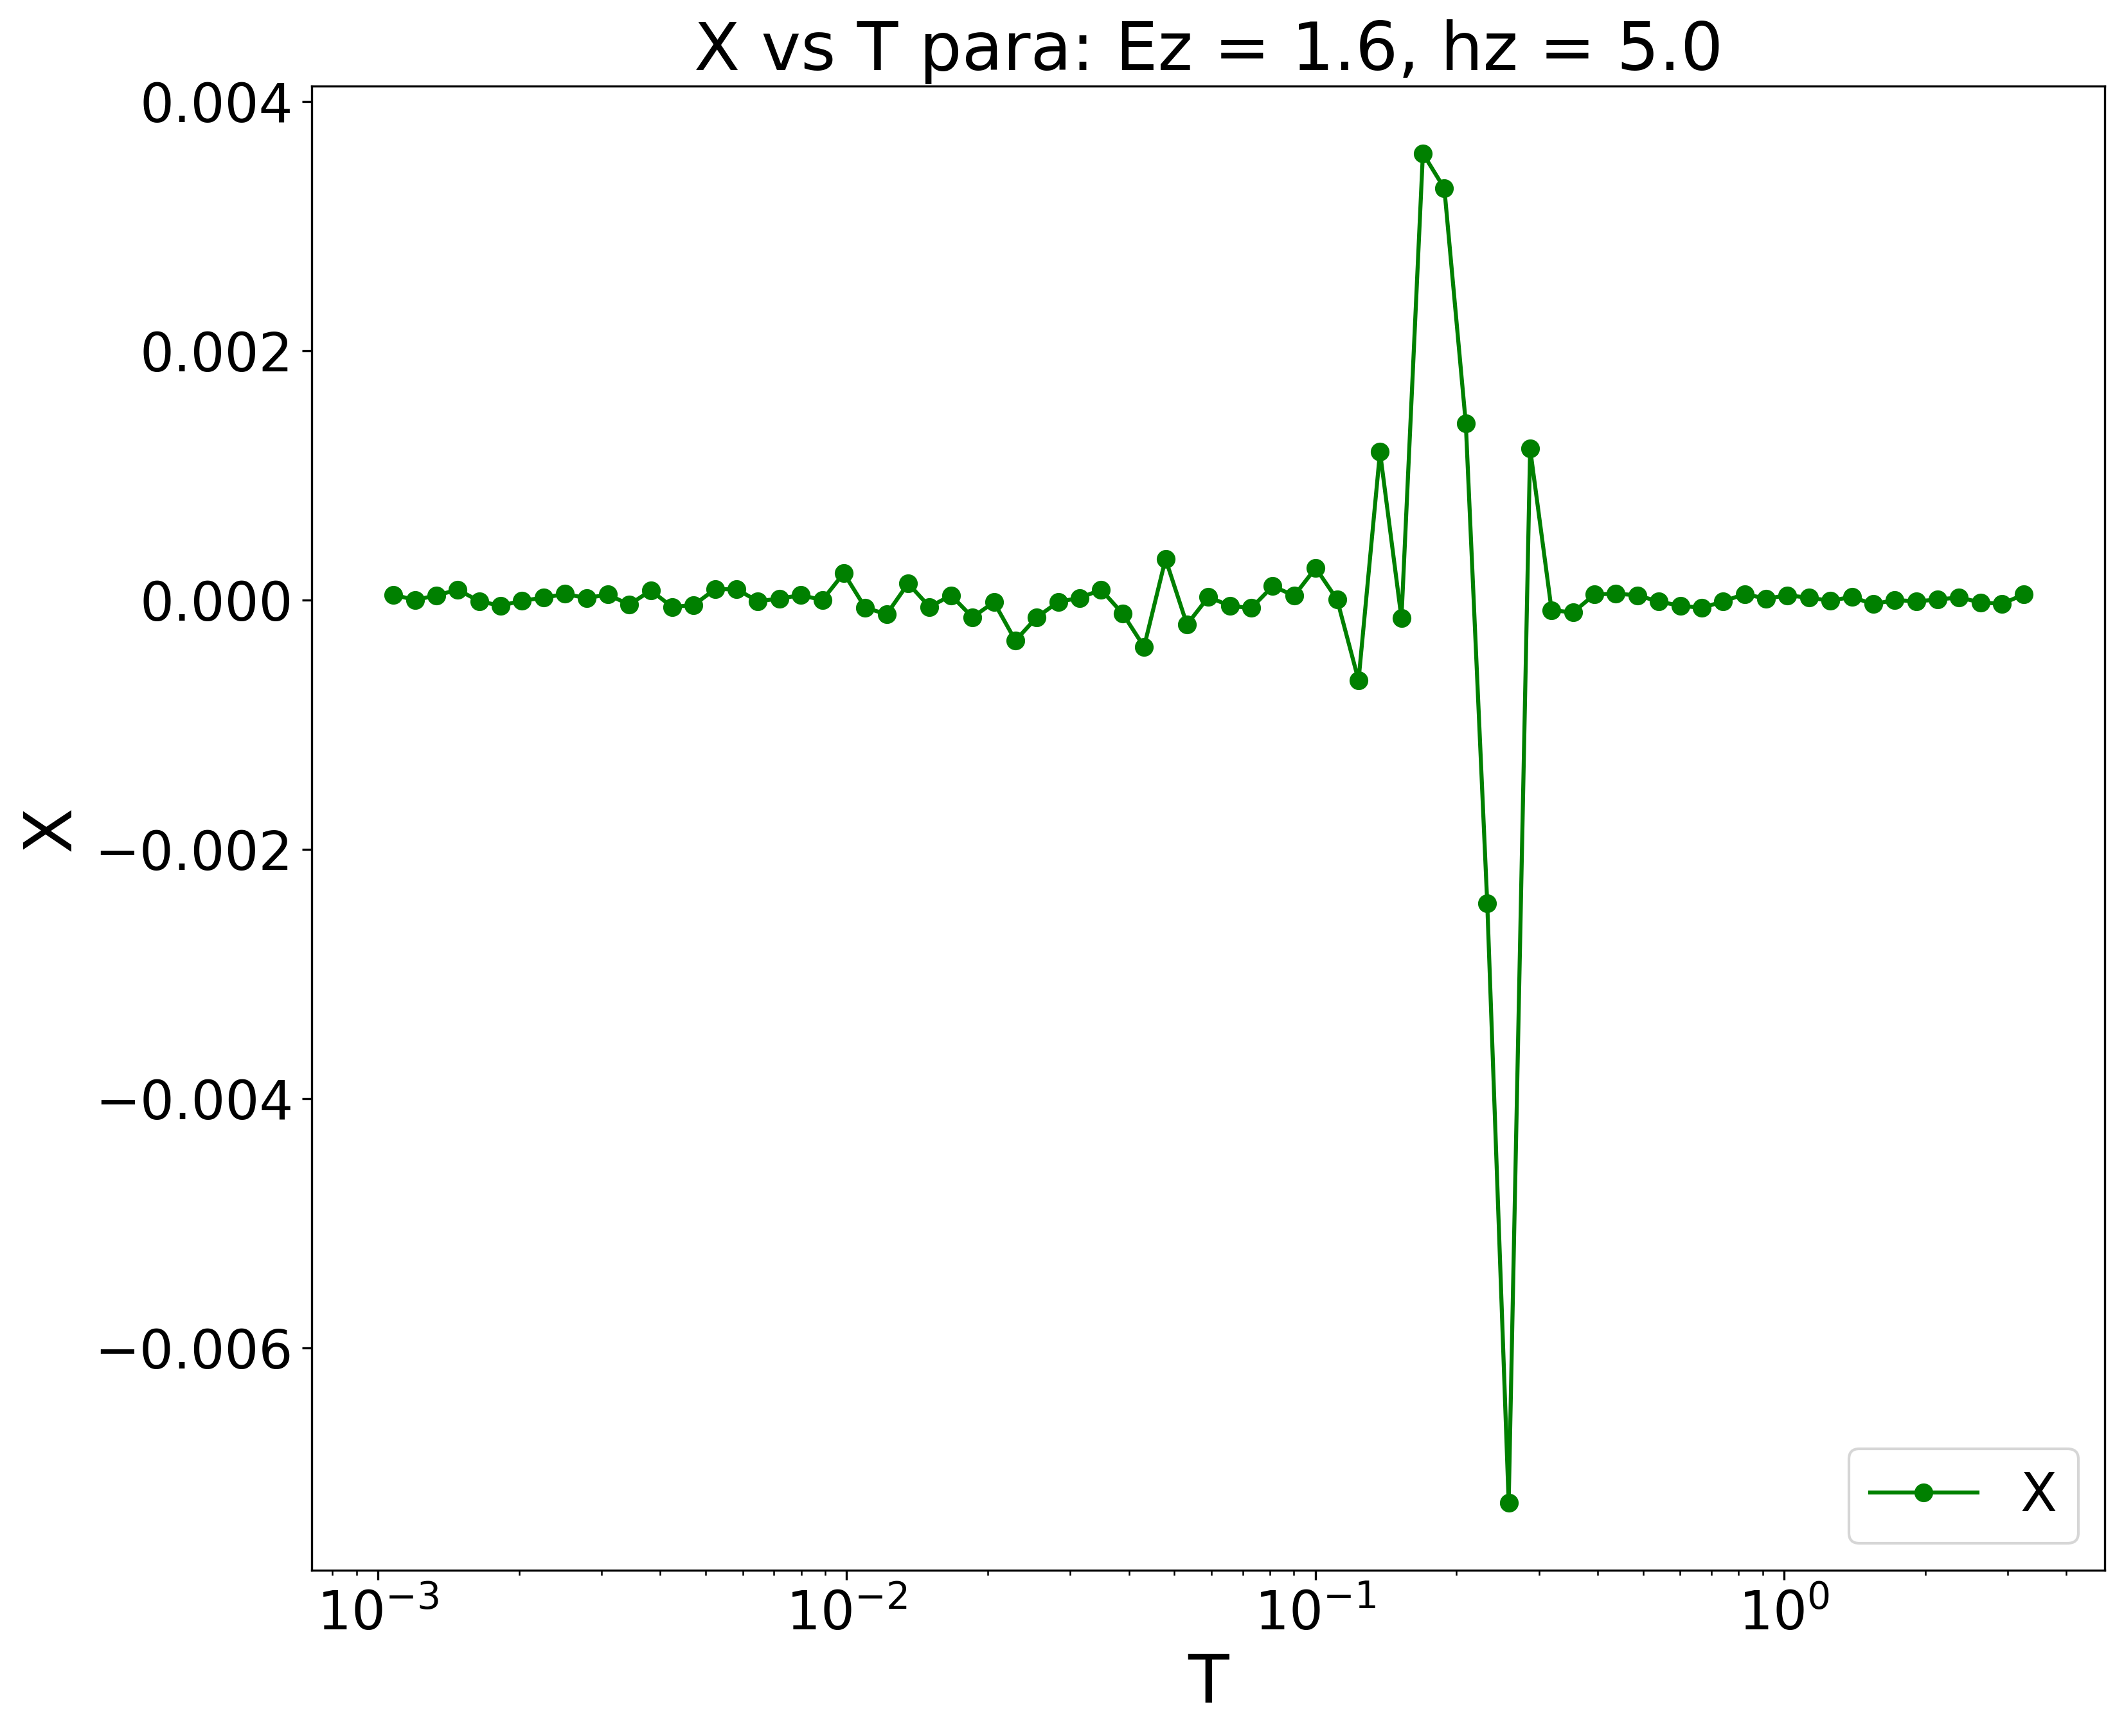 X vs T para: Ez = 1.6, hz = 5.0
0.004
0.002
0.000
−0.002
−0.004
−0.006
X
10⁻³ 10⁻² 10⁻¹ 10⁰
T
X